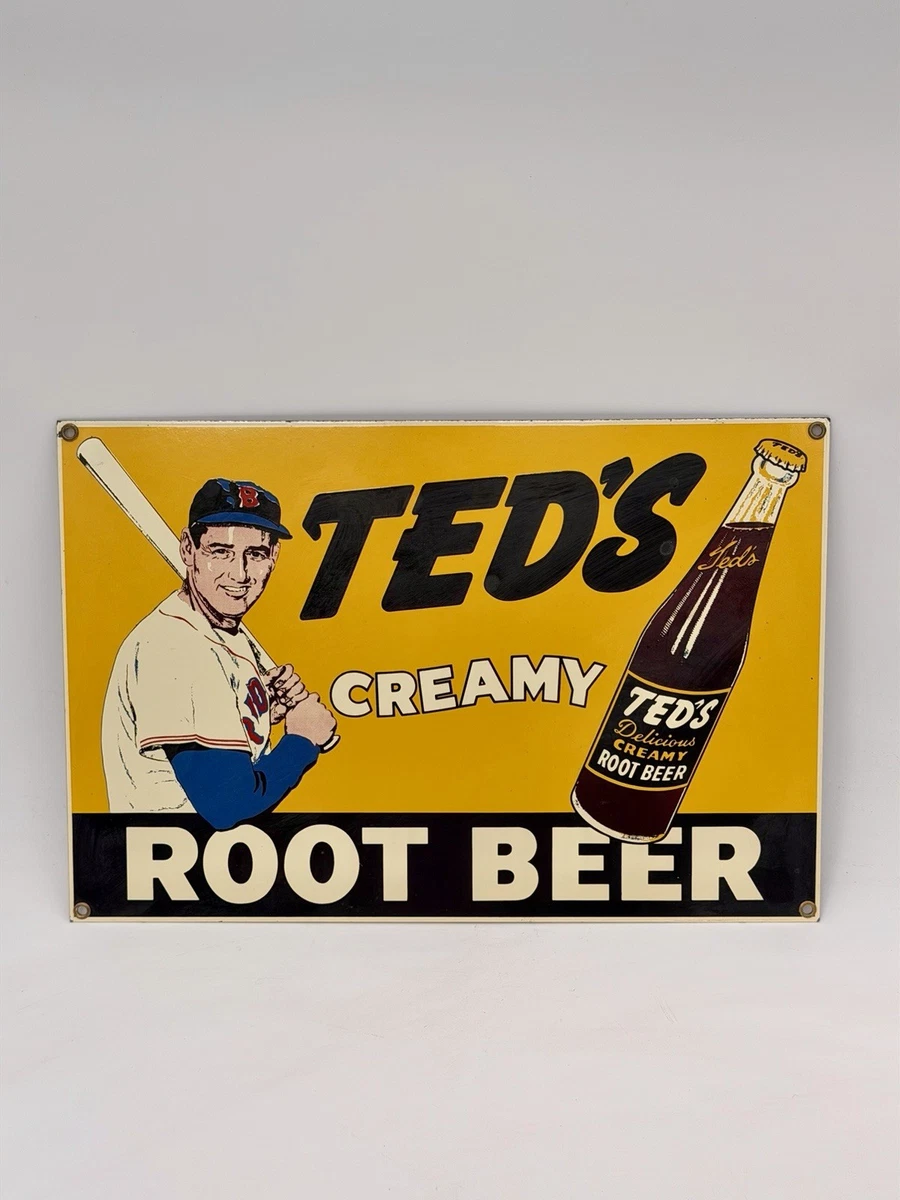 B
TED'S
TED'S
Ted's
CREAMY
TED'S
Delicious
CREAMY
ROOT BEER
ROOT BEER